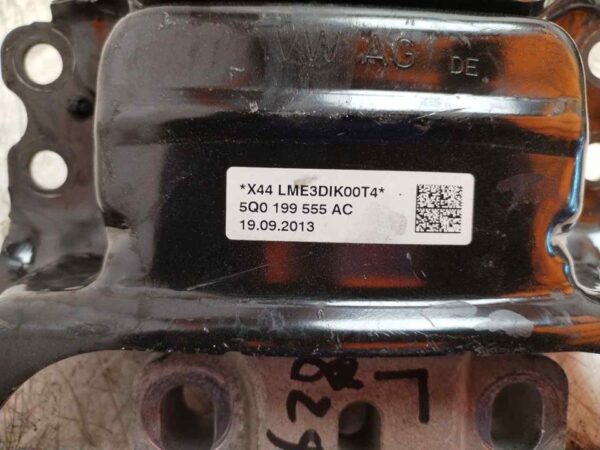 VW AG DE
*X44 LME3DIK00T4*
5Q0 199 555 AC
19.09.2013